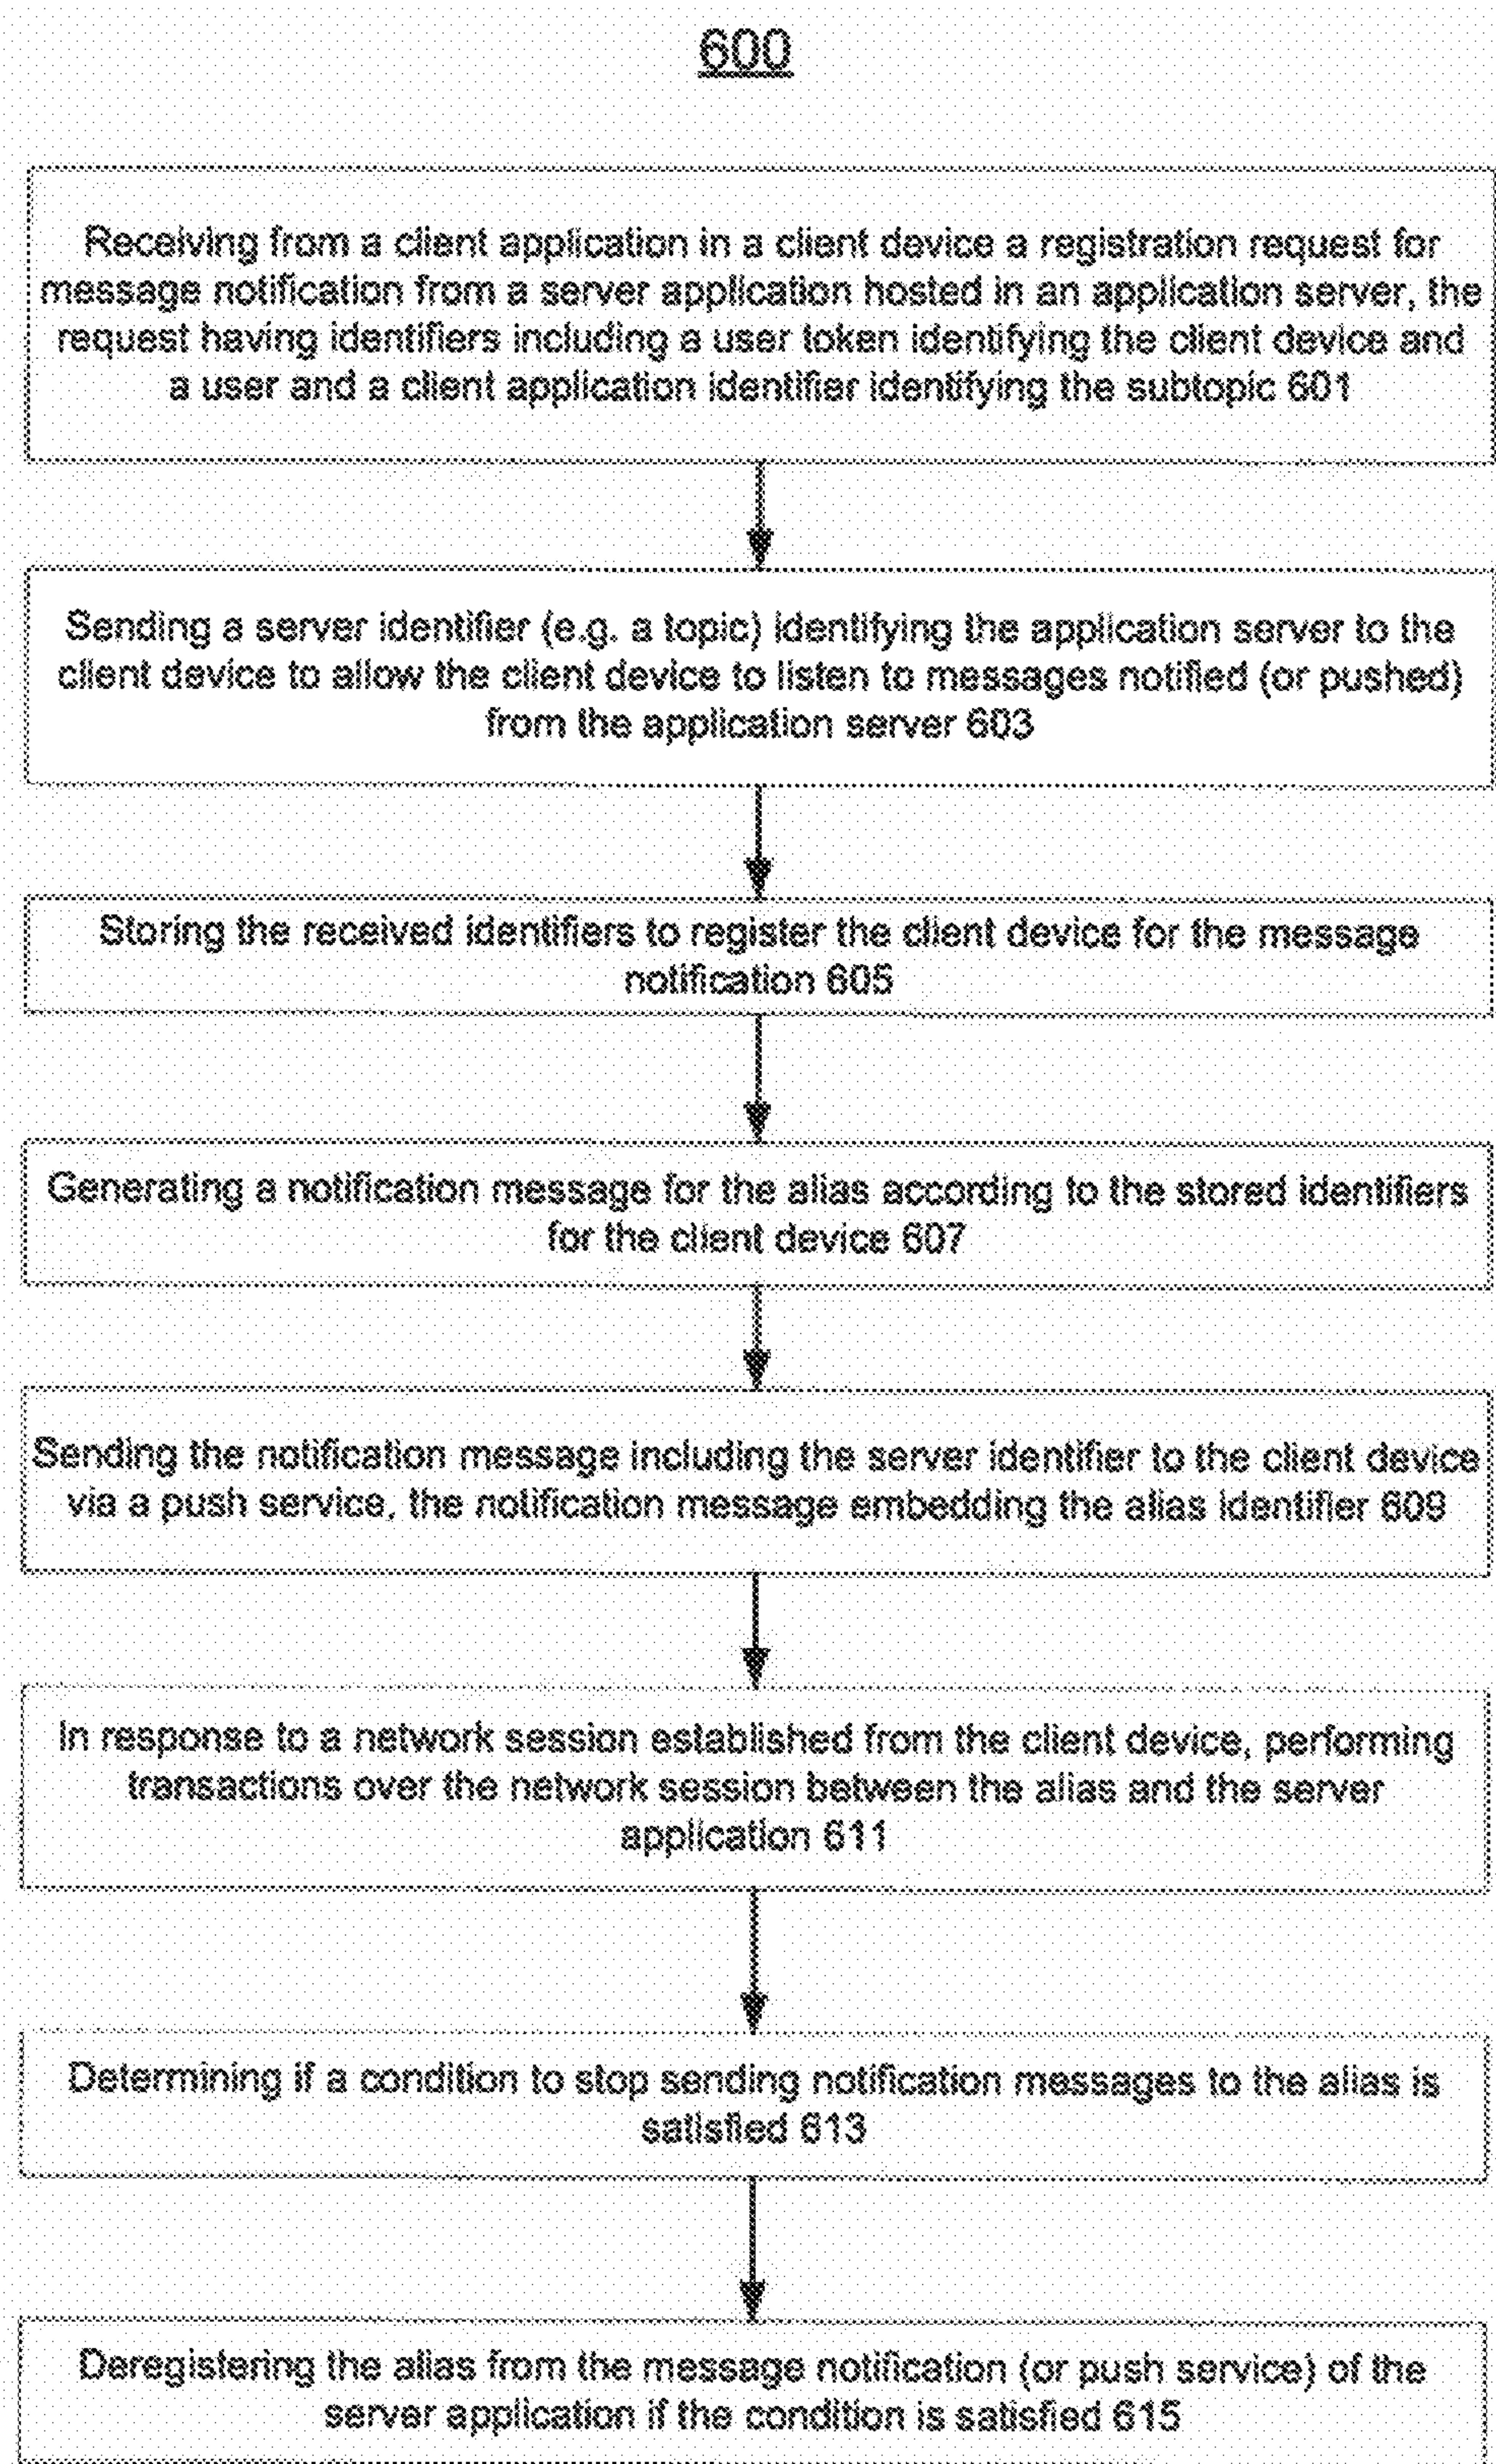 600
Receiving from a client application in a client device a registration request for
message notification from a server application hosted in an application server, the
request having identifiers including a user token identifying the client device and
a user and a client application identifier identifying the subtopic 601
Sending a server identifier (e.g. a topic) identifying the application server to the
client device to allow the client device to listen to messages notified (or pushed)
from the application server 603
Storing the received identifiers to register the client device for the message
notification 605
Generating a notification message for the alias according to the stored identifiers
for the client device 607
Sending the notification message including the server identifier to the client device
via a push service, the notification message embedding the alias identifier 609
In response to a network session established from the client device, performing
transactions over the network session between the alias and the server
application 611
Determining if a condition to stop sending notification messages to the alias is
satisfied 613
Deregistering the alias from the message notification (or push service) of the
server application if the condition is satisfied 615